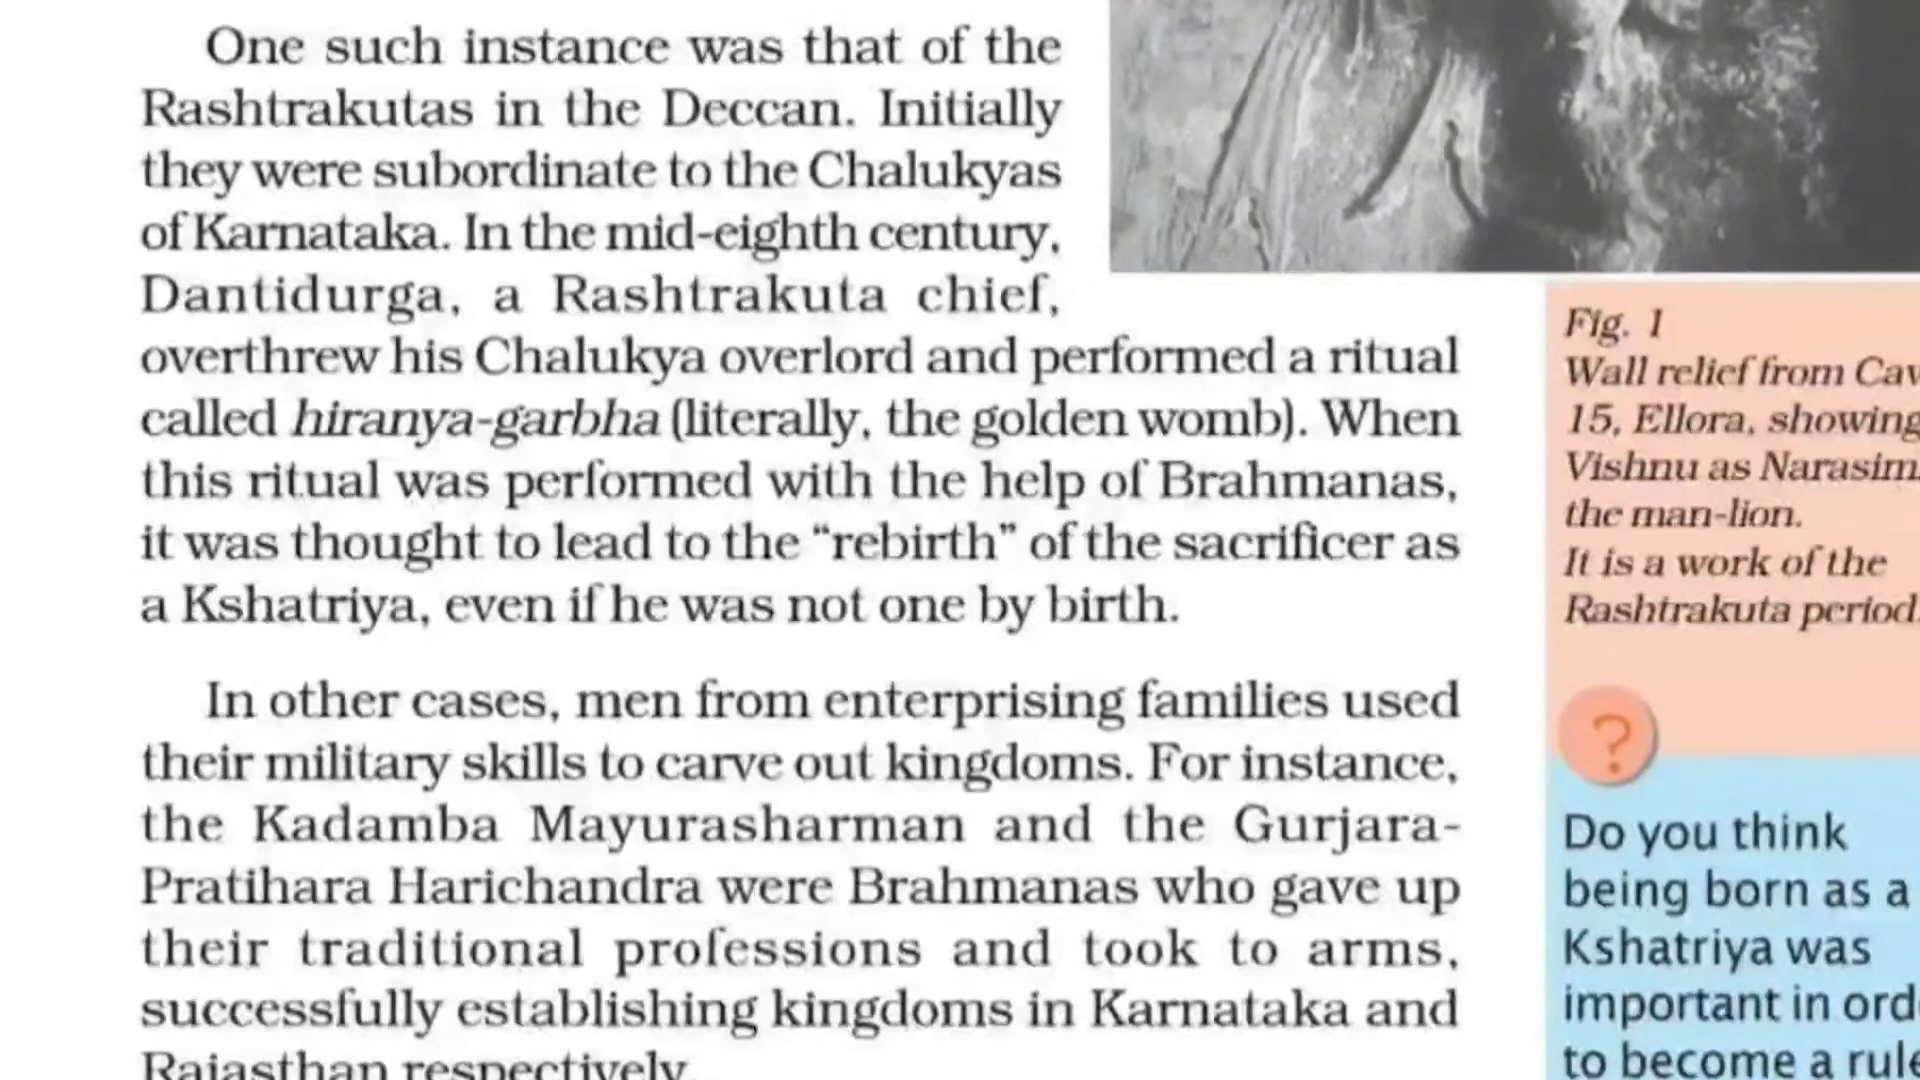 One such instance was that of the
Rashtrakutas in the Deccan. Initially
they were subordinate to the Chalukyas
of Karnataka. In the mid-eighth century,
Dantidurga, a Rashtrakuta chief,
overthrew his Chalukya overlord and performed a ritual
called hiranya-garbha (literally, the golden womb). When
this ritual was performed with the help of Brahmanas,
it was thought to lead to the “rebirth” of the sacrificer as
a Kshatriya, even if he was not one by birth.
In other cases, men from enterprising families used
their military skills to carve out kingdoms. For instance,
the Kadamba Mayurasharman and the Gurjara-
Pratihara Harichandra were Brahmanas who gave up
their traditional professions and took to arms,
successfully establishing kingdoms in Karnataka and
Rajasthan respectively.
Fig. 1
Wall relief from
15, Ellora, showing
Vishnu as
the man-lion.
It is a work of the
Rashtrakuta period.
?
Do you think
being born as a
Kshatriya was
important in
to become a